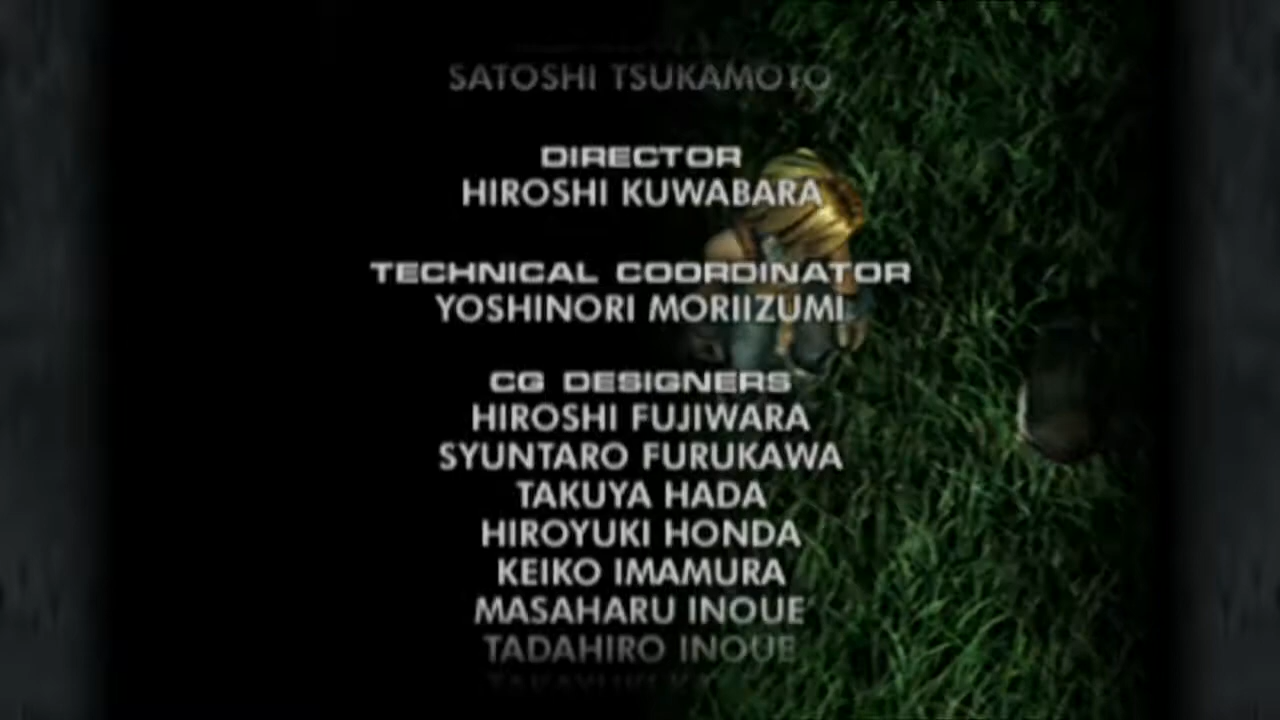 SATOSHI TSUKAMOTO
DIRECTOR
HIROSHI KUWABARA
TECHNICAL COORDINATOR
YOSHINORI MORIIZUMI
CG DESIGNERS
HIROSHI FUJIWARA
SYUNTARO FURUKAWA
TAKUYA HADA
HIROYUKI HONDA
KEIKO IMAMURA
MASAHARU INOUE
TADAHIRO INOUE